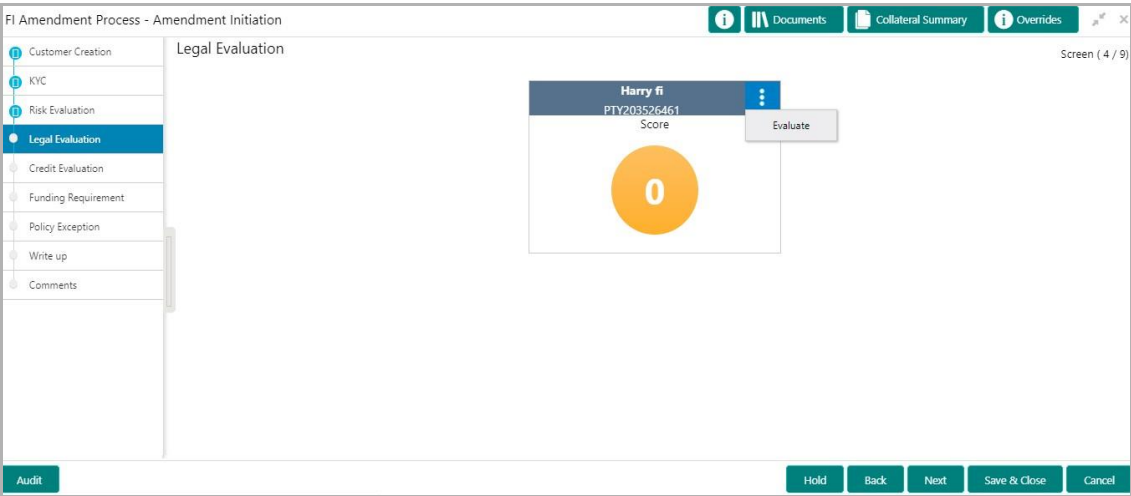 FI Amendment Process - Amendment Initiation
Documents
Collateral Summary
Overrides
Customer Creation
KYC
Risk Evaluation
Legal Evaluation
Credit Evaluation
Funding Requirement
Policy Exception
Write up
Comments
Legal Evaluation
Screen ( 4 / 9)
Harry fi
PTY203526461
Score
Evaluate
0
Audit
Hold
Back
Next
Save & Close
Cancel